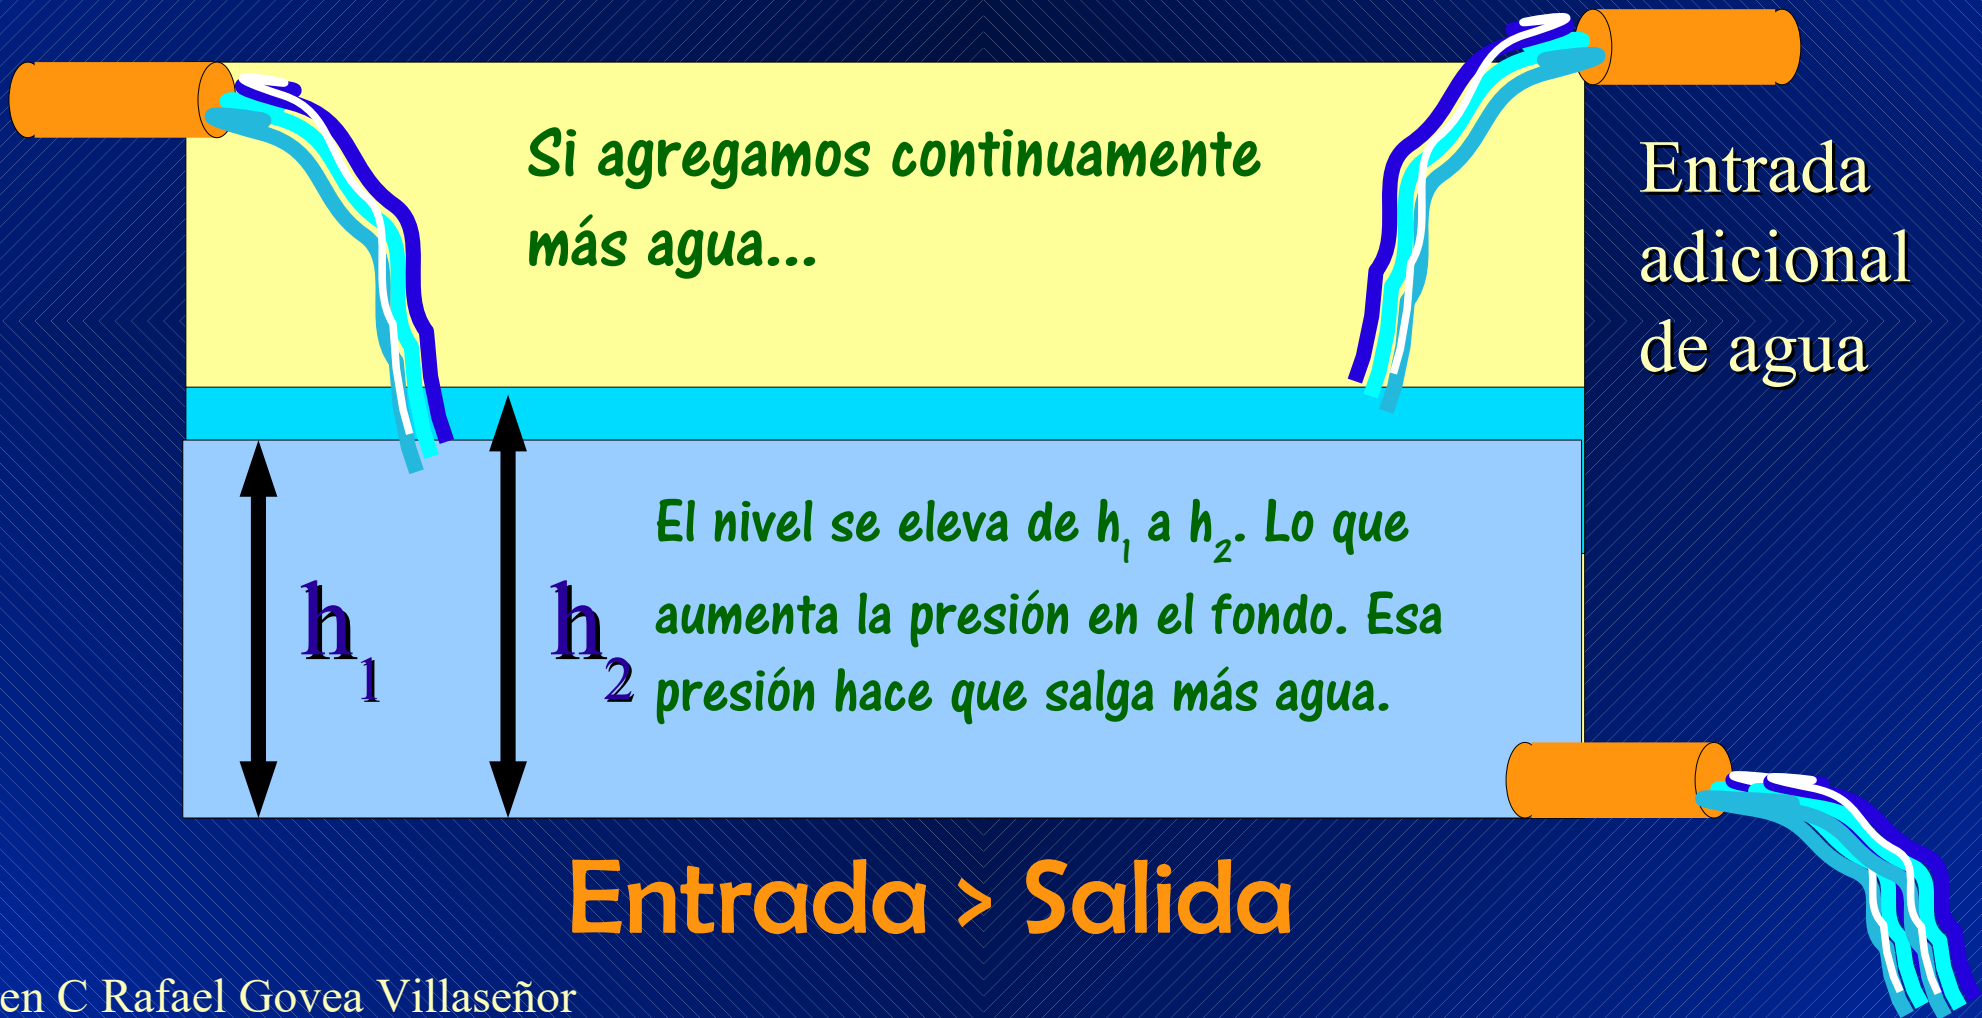 Si agregamos continuamente
más agua...
Entrada
adicional
de agua
El nivel se eleva de h₁ a h₂. Lo que
aumenta la presión en el fondo. Esa
presión hace que salga más agua.
h₁
h₂
Entrada > Salida
en C Rafael Govea Villaseñor